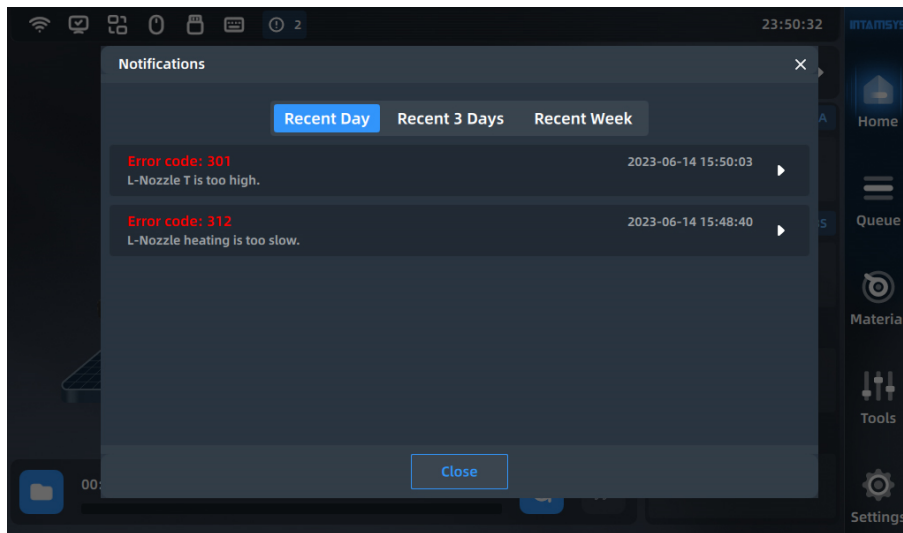 2
23:50:32
INTAMSYS
Notifications
Recent Day
Recent 3 Days
Recent Week
Error code: 301
2023-06-14 15:50:03
L-Nozzle T is too high.
Error code: 312
2023-06-14 15:48:40
L-Nozzle heating is too slow.
Close
00:
A
S
Home
Queue
Materia
Tools
Settings